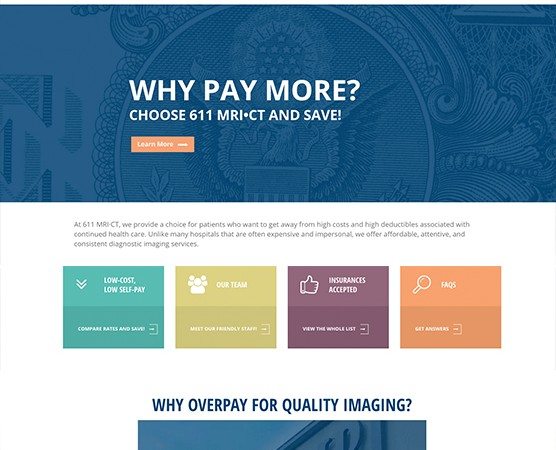 WHY PAY MORE?
CHOOSE 611 MRI•CT AND SAVE!
Learn More
At 611 MRI·CT, we provide a choice for patients who want to get away from high costs and high deductibles associated with
continued health care. Unlike many hospitals that are often expensive and impersonal, we offer affordable, attentive, and
consistent diagnostic imaging services.
LOW-COST,
LOW SELF-PAY
COMPARE RATES AND SAVE!
OUR TEAM
MEET OUR FRIENDLY STAFF!
INSURANCES
ACCEPTED
VIEW THE WHOLE LIST
FAQS
GET ANSWERS
WHY OVERPAY FOR QUALITY IMAGING?